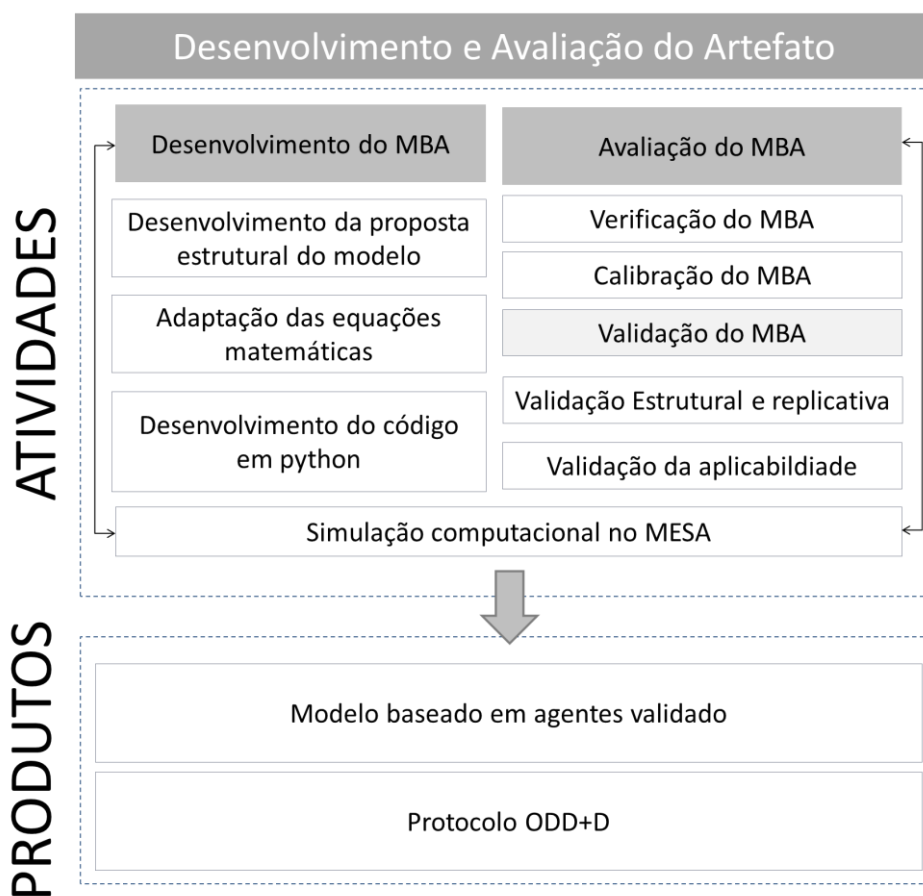 Desenvolvimento e Avaliação do Artefato
ATIVIDADES
Desenvolvimento do MBA
Desenvolvimento da proposta
estrutural do modelo
Adaptação das equações
matemáticas
Desenvolvimento do código
em python
Avaliação do MBA
Verificação do MBA
Calibração do MBA
Validação do MBA
Validação Estrutural e replicativa
Validação da aplicabildiade
Simulação computacional no MESA
PRODUTOS
Modelo baseado em agentes validado
Protocolo ODD+D